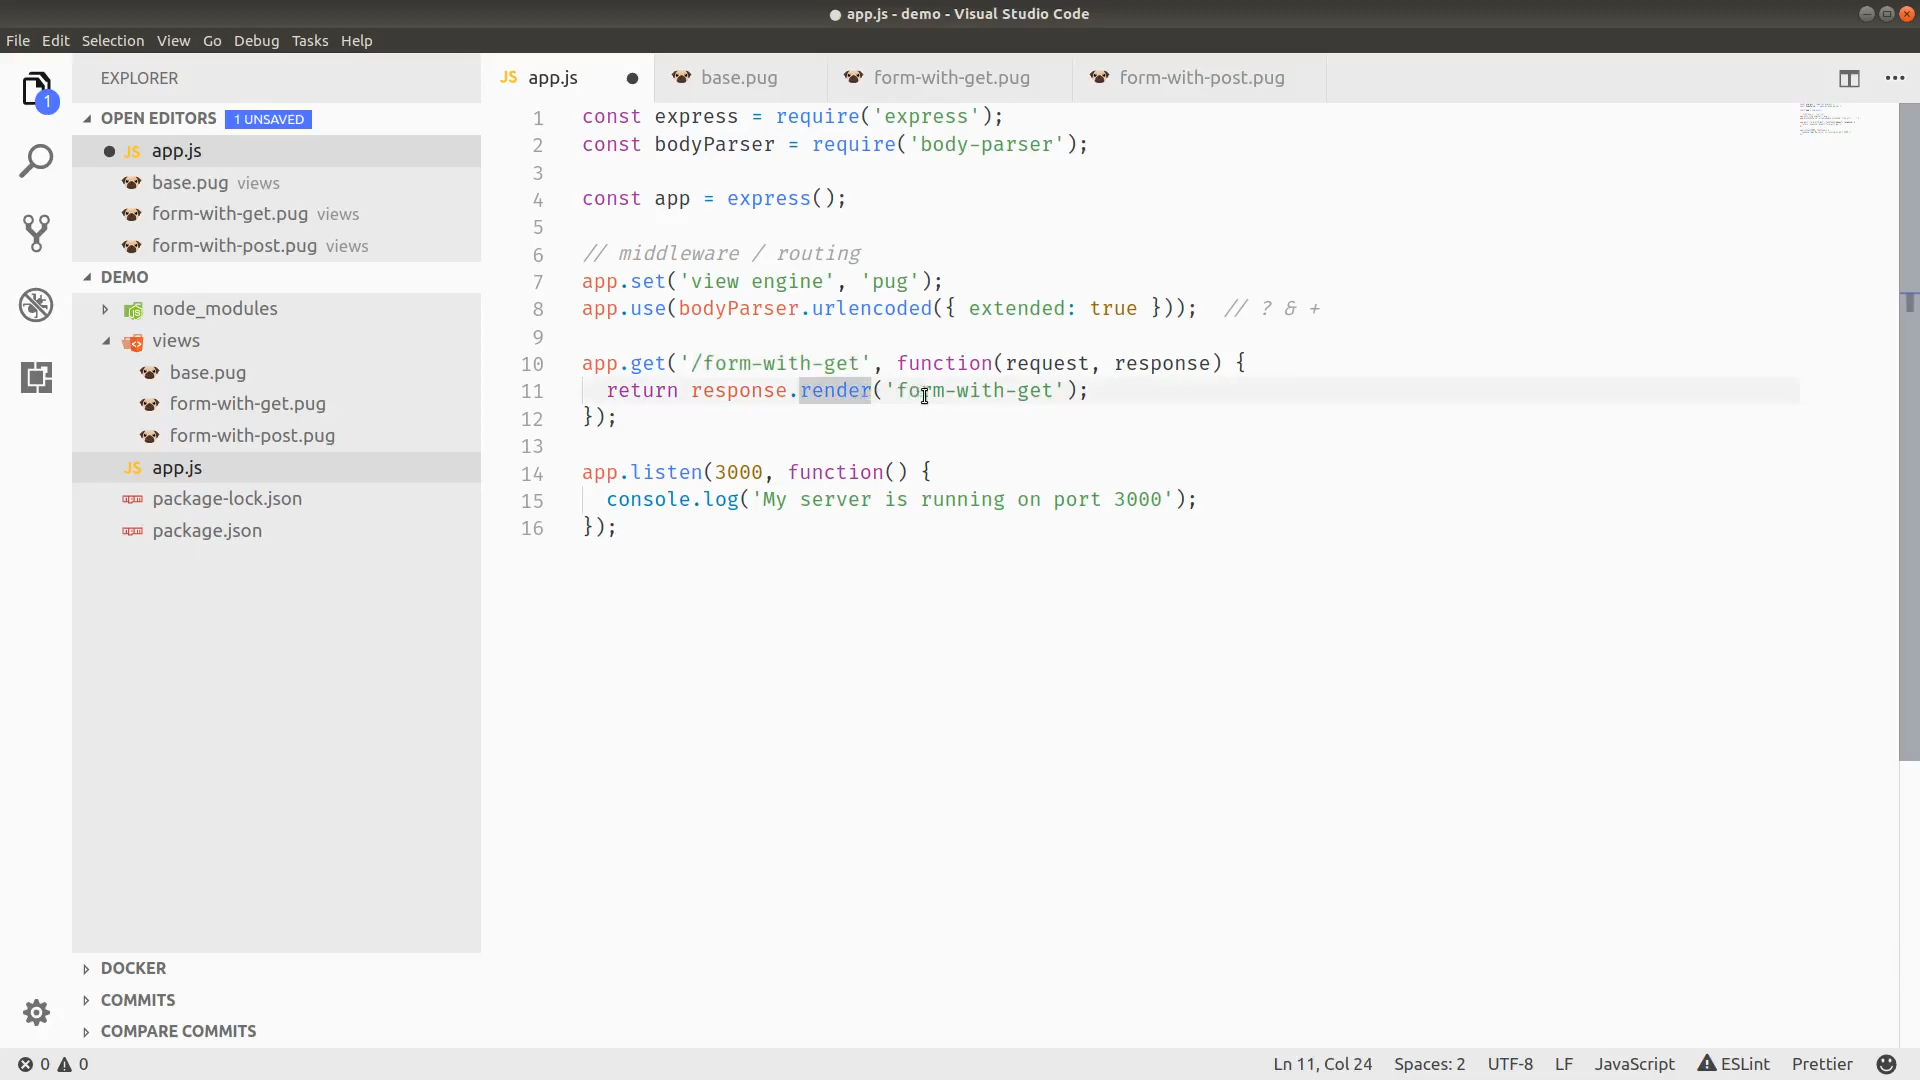 ● app.js - demo - Visual Studio Code
File Edit Selection View Go Debug Tasks Help
1
EXPLORER
OPEN EDITORS 1 UNSAVED
JS app.js
base.pug views
form-with-get.pug views
form-with-post.pug views
DEMO
node_modules
views
base.pug
form-with-get.pug
form-with-post.pug
JS app.js
npm package-lock.json
npm package.json
DOCKER
COMMITS
COMPARE COMMITS
JS app.js ● base.pug form-with-get.pug form-with-post.pug
1 const express = require('express');
2 const bodyParser = require('body-parser');
3
4 const app = express();
5
6 // middleware / routing
7 app.set('view engine', 'pug');
8 app.use(bodyParser.urlencoded({ extended: true })); // ? & +
9
10 app.get('/form-with-get', function(request, response) {
11 return response.render('form-with-get');
12 });
13
14 app.listen(3000, function() {
15 console.log('My server is running on port 3000');
16 });
0 0 Ln 11, Col 24 Spaces: 2 UTF-8 LF JavaScript ESLint Prettier